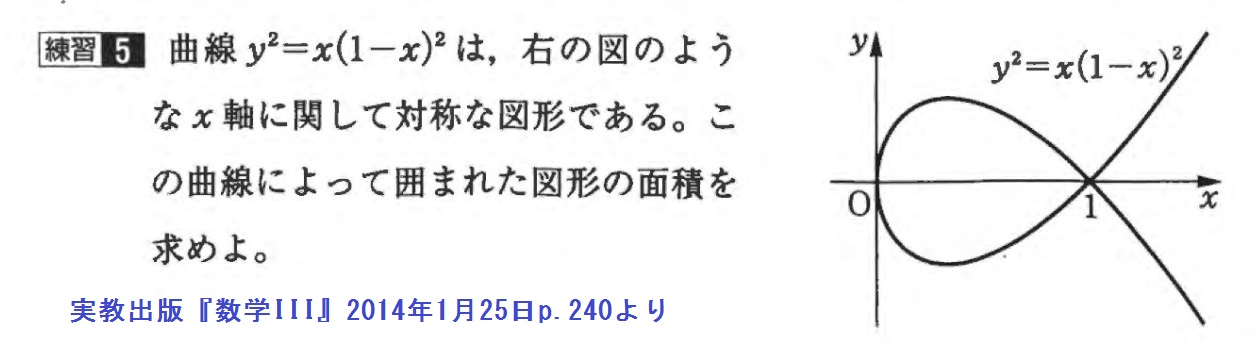 練習 5 曲線 y²=x(1−x)² は，右の図のよう
な x 軸に関して対称な図形である。こ
の曲線によって囲まれた図形の面積を
求めよ。
実教出版『数学III』2014年1月25日p.240より
y
y²=x(1−x)²
O
1
x